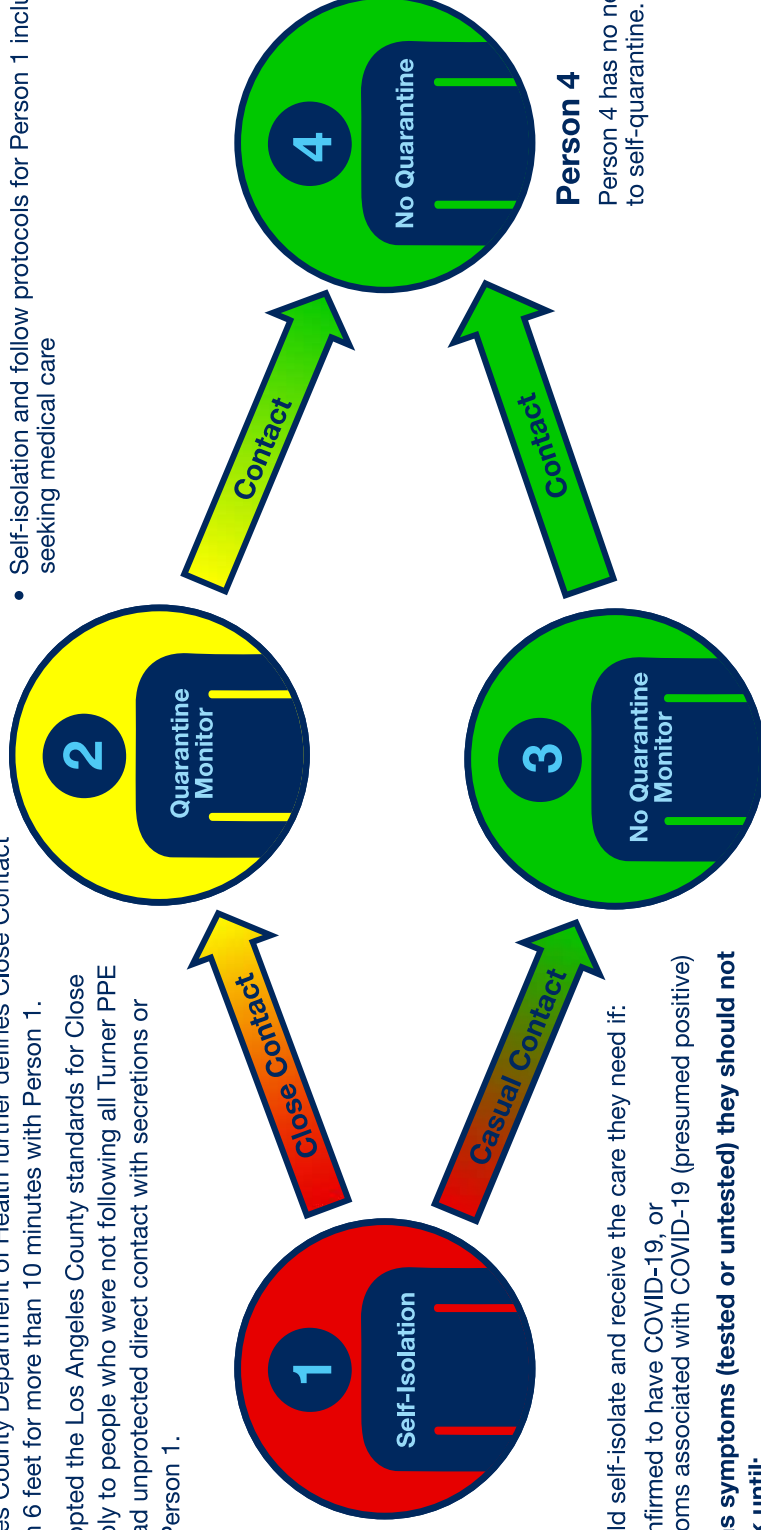 es County Department of Health further defines Close Contact
n 6 feet for more than 10 minutes with Person 1.
opted the Los Angeles County standards for Close
ply to people who were not following all Turner PPE
ad unprotected direct contact with secretions or
Person 1.
• Self-isolation and follow protocols for Person 1 inclu
seeking medical care
2
Quarantine
Monitor
Close Contact
Contact
1
Self-Isolation
4
No Quarantine
Casual Contact
Contact
3
No Quarantine
Monitor
Person 4
Person 4 has no ne
to self-quarantine.
ld self-isolate and receive the care they need if:
nfirmed to have COVID-19, or
oms associated with COVID-19 (presumed positive)
s symptoms (tested or untested) they should not
k until: